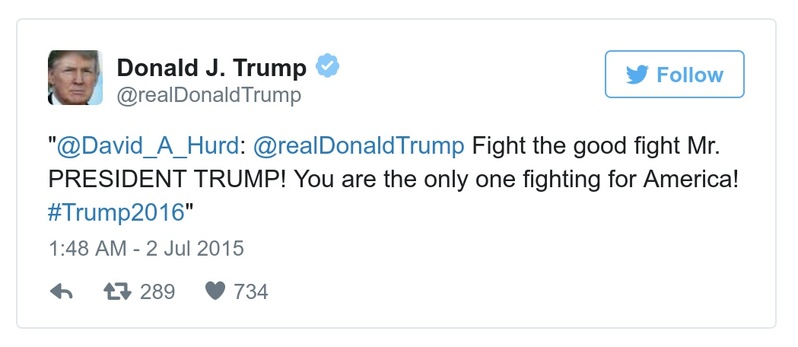 Donald J. Trump
@realDonaldTrump
Follow
"@David_A_Hurd: @realDonaldTrump Fight the good fight Mr.
PRESIDENT TRUMP! You are the only one fighting for America!
#Trump2016"
1:48 AM - 2 Jul 2015
289 734